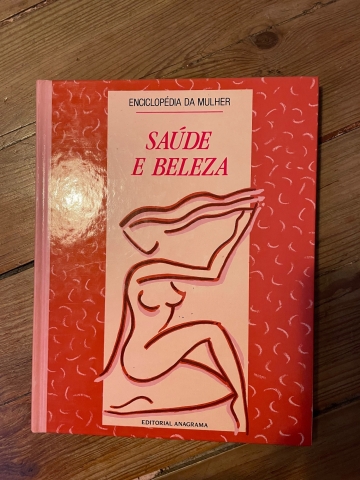 ENCICLOPÉDIA DA MULHER
SAÚDE
E BELEZA
EDITORIAL ANAGRAMA